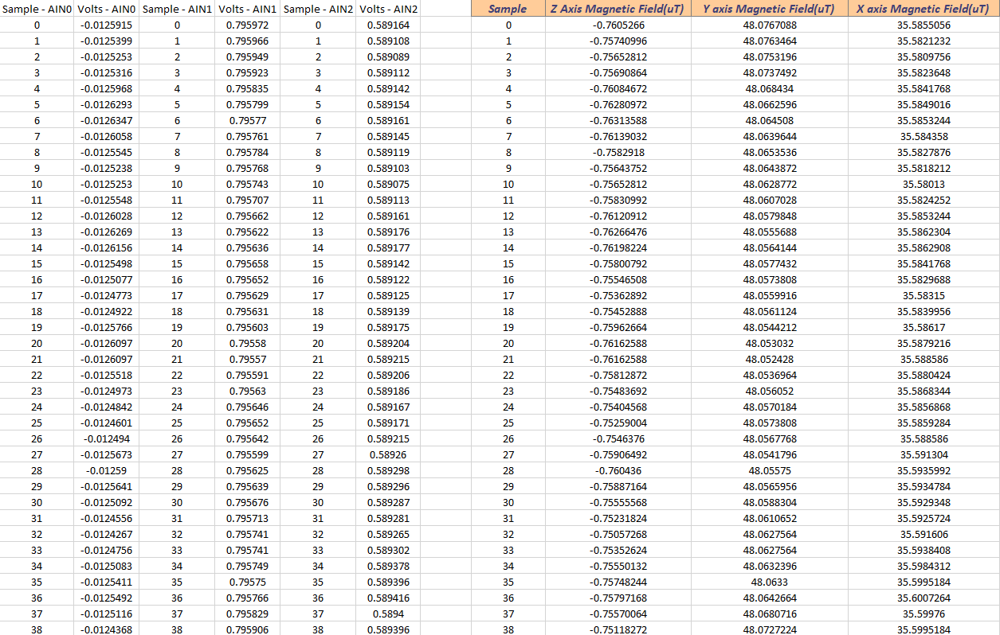 Sample - AIN0 Volts - AIN0 Sample - AIN1 Volts - AIN1 Sample - AIN2 Volts - AIN2 Sample Z Axis Magnetic Field(uT) Y axis Magnetic Field(uT) X axis Magnetic Field(uT)
0 -0.0125915 0 0.795972 0 0.589164 0 -0.7605266 48.0767088 35.5855056
1 -0.0125399 1 0.795966 1 0.589108 1 -0.75740996 48.0763464 35.5821232
2 -0.0125253 2 0.795949 2 0.589089 2 -0.75652812 48.0753196 35.5809756
3 -0.0125316 3 0.795923 3 0.589112 3 -0.75690864 48.0737492 35.5823648
4 -0.0125968 4 0.795835 4 0.589142 4 -0.76084672 48.068434 35.5841768
5 -0.0126293 5 0.795799 5 0.589154 5 -0.76280972 48.0662596 35.5849016
6 -0.0126347 6 0.79577 6 0.589161 6 -0.76313588 48.064508 35.5853244
7 -0.0126058 7 0.795761 7 0.589145 7 -0.76139032 48.0639644 35.584358
8 -0.0125545 8 0.795784 8 0.589119 8 -0.7582918 48.0653536 35.5827876
9 -0.0125238 9 0.795768 9 0.589103 9 -0.75643752 48.0643872 35.5818212
10 -0.0125253 10 0.795743 10 0.589075 10 -0.75652812 48.0628772 35.58013
11 -0.0125548 11 0.795707 11 0.589113 11 -0.75830992 48.0607028 35.5824252
12 -0.0126028 12 0.795662 12 0.589161 12 -0.76120912 48.0579848 35.5853244
13 -0.0126269 13 0.795622 13 0.589176 13 -0.76266476 48.0555688 35.5862304
14 -0.0126156 14 0.795636 14 0.589177 14 -0.76198224 48.0564144 35.5862908
15 -0.0125498 15 0.795658 15 0.589142 15 -0.75800792 48.0577432 35.5841768
16 -0.0125077 16 0.795652 16 0.589122 16 -0.75546508 48.0573808 35.5829688
17 -0.0124773 17 0.795629 17 0.589125 17 -0.75362892 48.0559916 35.58315
18 -0.0124922 18 0.795631 18 0.589139 18 -0.75452888 48.0561124 35.5839956
19 -0.0125766 19 0.795603 19 0.589175 19 -0.75962664 48.0544212 35.58617
20 -0.0126097 20 0.79558 20 0.589204 20 -0.76162588 48.053032 35.5879216
21 -0.0126097 21 0.79557 21 0.589215 21 -0.76162588 48.052428 35.588586
22 -0.0125518 22 0.795591 22 0.589206 22 -0.75812872 48.0536964 35.5880424
23 -0.0124973 23 0.79563 23 0.589186 23 -0.75483692 48.056052 35.5868344
24 -0.0124842 24 0.795646 24 0.589167 24 -0.75404568 48.0570184 35.5856868
25 -0.0124601 25 0.795652 25 0.589171 25 -0.75259004 48.0573808 35.5859284
26 -0.012494 26 0.795642 26 0.589215 26 -0.7546376 48.0567768 35.588586
27 -0.0125673 27 0.795599 27 0.58926 27 -0.75906492 48.0541796 35.591304
28 -0.01259 28 0.795625 28 0.589298 28 -0.760436 48.05575 35.5935992
29 -0.0125641 29 0.795639 29 0.589296 29 -0.75887164 48.0565956 35.5934784
30 -0.0125092 30 0.795676 30 0.589287 30 -0.75555568 48.0588304 35.5929348
31 -0.0124556 31 0.795713 31 0.589281 31 -0.75231824 48.0610652 35.5925724
32 -0.0124267 32 0.795741 32 0.589265 32 -0.75057268 48.0627564 35.591606
33 -0.0124756 33 0.795741 33 0.589302 33 -0.75352624 48.0627564 35.5938408
34 -0.0125083 34 0.795749 34 0.589378 34 -0.75550132 48.0632396 35.5984312
35 -0.0125411 35 0.79575 35 0.589396 35 -0.75748244 48.0633 35.5995184
36 -0.0125492 36 0.795766 36 0.589416 36 -0.75797168 48.0642664 35.6007264
37 -0.0125116 37 0.795829 37 0.5894 37 -0.75570064 48.0680716 35.59976
38 -0.0124368 38 0.795906 38 0.589396 38 -0.75118272 48.0727224 35.5995184